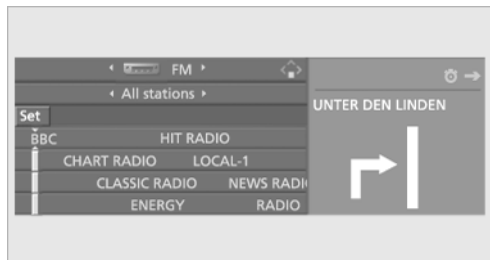 FM
All stations
UNTER DEN LINDEN
Set
BBC HIT RADIO
CHART RADIO LOCAL-1
CLASSIC RADIO NEWS RADI
ENERGY RADIO